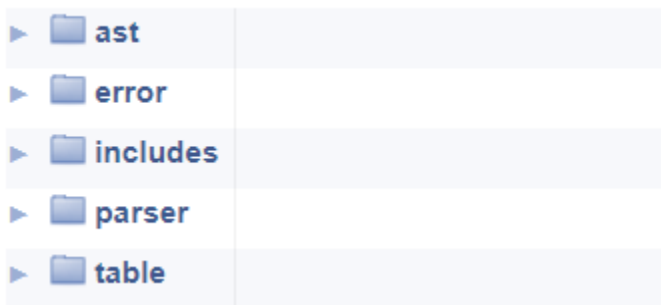 ast
error
includes
parser
table